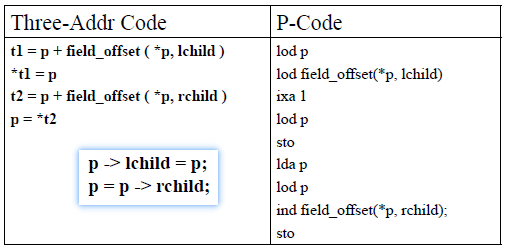 Three-Addr Code
t1 = p + field_offset ( *p, lchild )
*t1 = p
t2 = p + field_offset ( *p, rchild )
p = *t2
p -> lchild = p;
p = p -> rchild;
P-Code
lod p
lod field_offset(*p, lchild)
ixa 1
lod p
sto
lda p
lod p
ind field_offset(*p, rchild);
sto